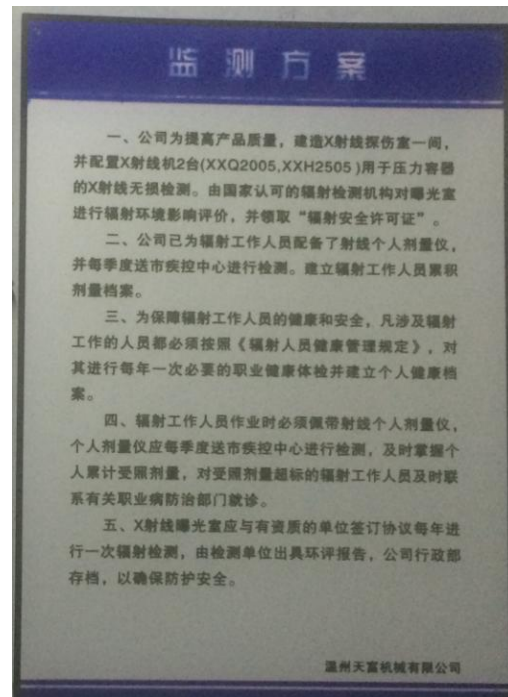 监测方案
一、公司为提高产品质量，建造X射线探伤室一间，
并配置X射线机2台(XXQ2005,XXH2505)用于压力容器
的X射线无损检测。由国家认可的辐射检测机构对曝光室
进行辐射环境影响评价，并领取“辐射安全许可证”。
二、公司已为辐射工作人员配备了射线个人剂量仪，
并每季度送市疾控中心进行检测。建立辐射工作人员累积
剂量档案。
三、为保障辐射工作人员的健康和安全，凡涉及辐射
工作的人员都必须按照《辐射人员健康管理规定》，对
其进行每年一次必要的职业健康体检并建立个人健康档
案。
四、辐射工作人员作业时必须佩带射线个人剂量仪，
个人剂量仪应每季度送市疾控中心进行检测，及时掌握个
人累计受照剂量，对受照剂量超标的辐射工作人员及时联
系有关职业病防治部门就诊。
五、X射线曝光室应与有资质的单位签订协议每年进
行一次辐射检测，由检测单位出具环评报告，公司行政部
存档，以确保防护安全。
温州天富机械有限公司